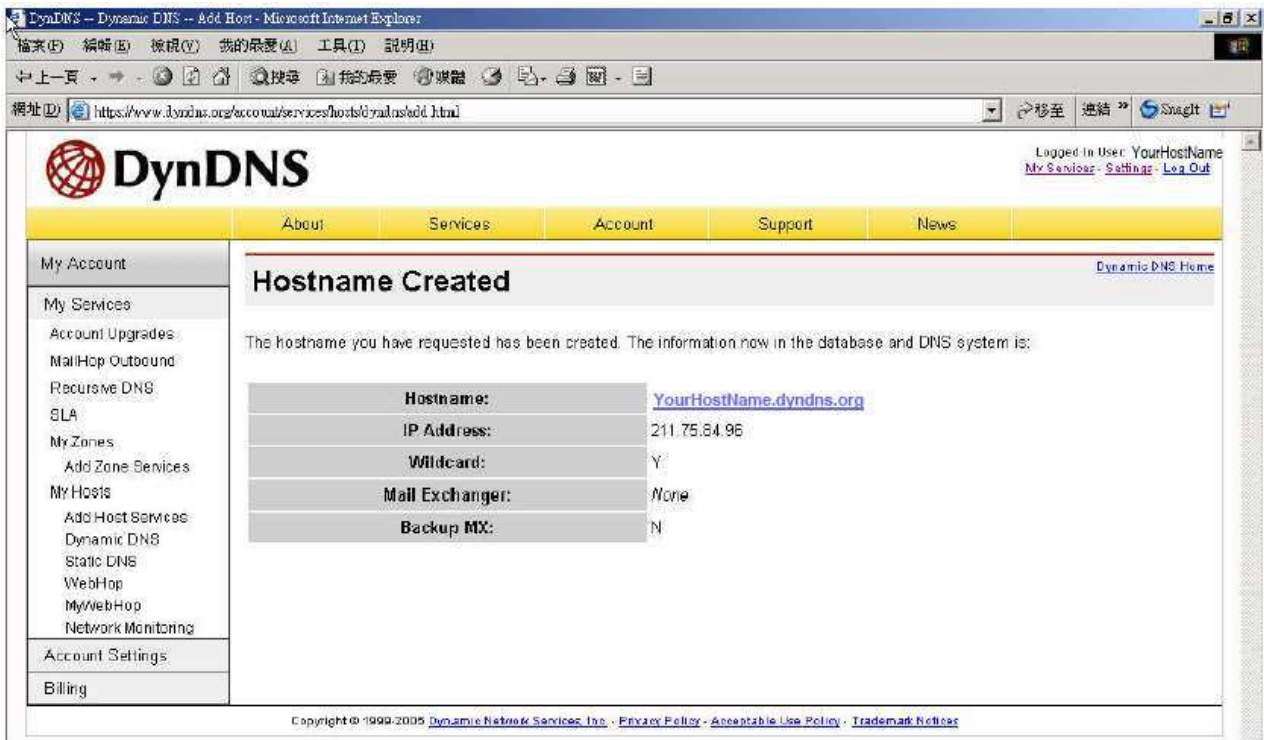 DynDNS -- Dynamic DNS -- Add Host - Microsoft Internet Explorer
檔案(F) 編輯(E) 檢視(V) 我的最愛(A) 工具(T) 說明(H)
上一頁 搜尋 我的最愛 媒體
網址(D) https://www.dyndns.org/account/services/hosts/dyndns/add.html 移至 連結 » SnagIt
DynDNS
Logged In User: YourHostName
My Services - Settings - Log Out
About Services Account Support News
My Account
My Services
Account Upgrades
MailHop Outbound
Recursive DNS
SLA
My Zones
Add Zone Services
My Hosts
Add Host Services
Dynamic DNS
Static DNS
WebHop
MyWebHop
Network Monitoring
Account Settings
Billing
Dynamic DNS Home
Hostname Created
The hostname you have requested has been created. The information now in the database and DNS system is:
Hostname: YourHostName.dyndns.org
IP Address: 211.75.84.96
Wildcard: Y
Mail Exchanger: None
Backup MX: N
Copyright © 1999-2005 Dynamic Network Services, Inc. - Privacy Policy - Acceptable Use Policy - Trademark Notices